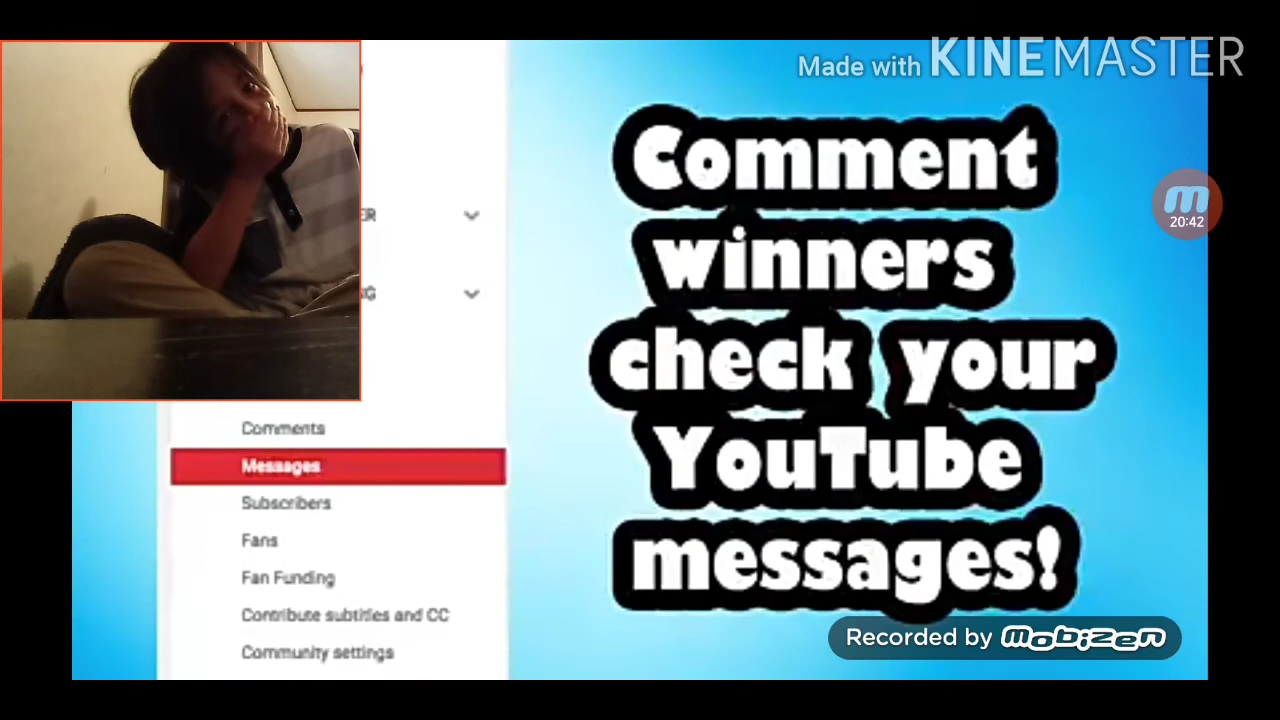 Made with KINEMASTER
Comment
winners
check your
YouTube
messages!
20:42
ER
G
Comments
Messages
Subscribers
Fans
Fan Funding
Contribute subtitles and CC
Community settings
Recorded by mobizen